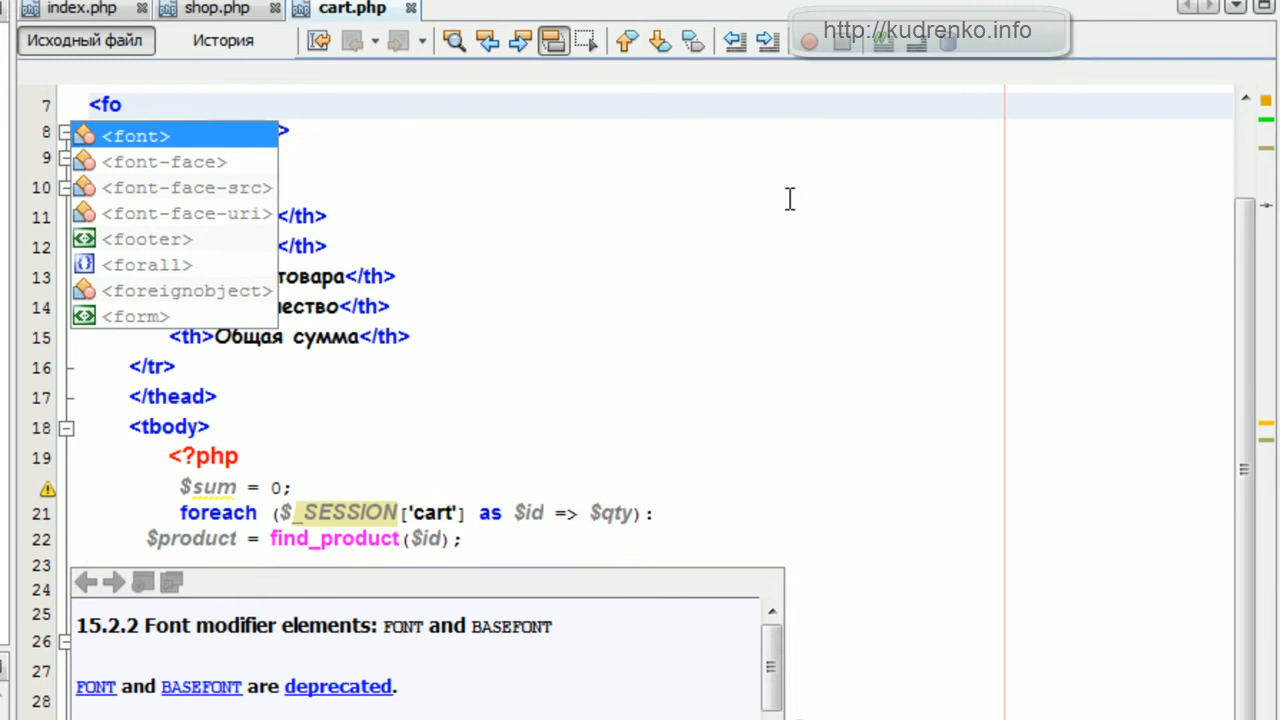 index.php shop.php cart.php
Исходный файл История
http://kudrenko.info
7 <fo
<font>
8 >
<font-face>
9
<font-face-src>
10
<font-face-uri>
11 </th>
<footer>
12 </th>
<forall>
13 товара</th>
<foreignobject>
14 чество</th>
<form>
15 <th>Общая сумма</th>
16 </tr>
17 </thead>
18 <tbody>
19 <?php
$sum = 0;
21 foreach ($_SESSION['cart'] as $id => $qty):
22 $product = find_product($id);
23
24
25
15.2.2 Font modifier elements: FONT and BASEFONT
26
27
FONT and BASEFONT are deprecated.
28